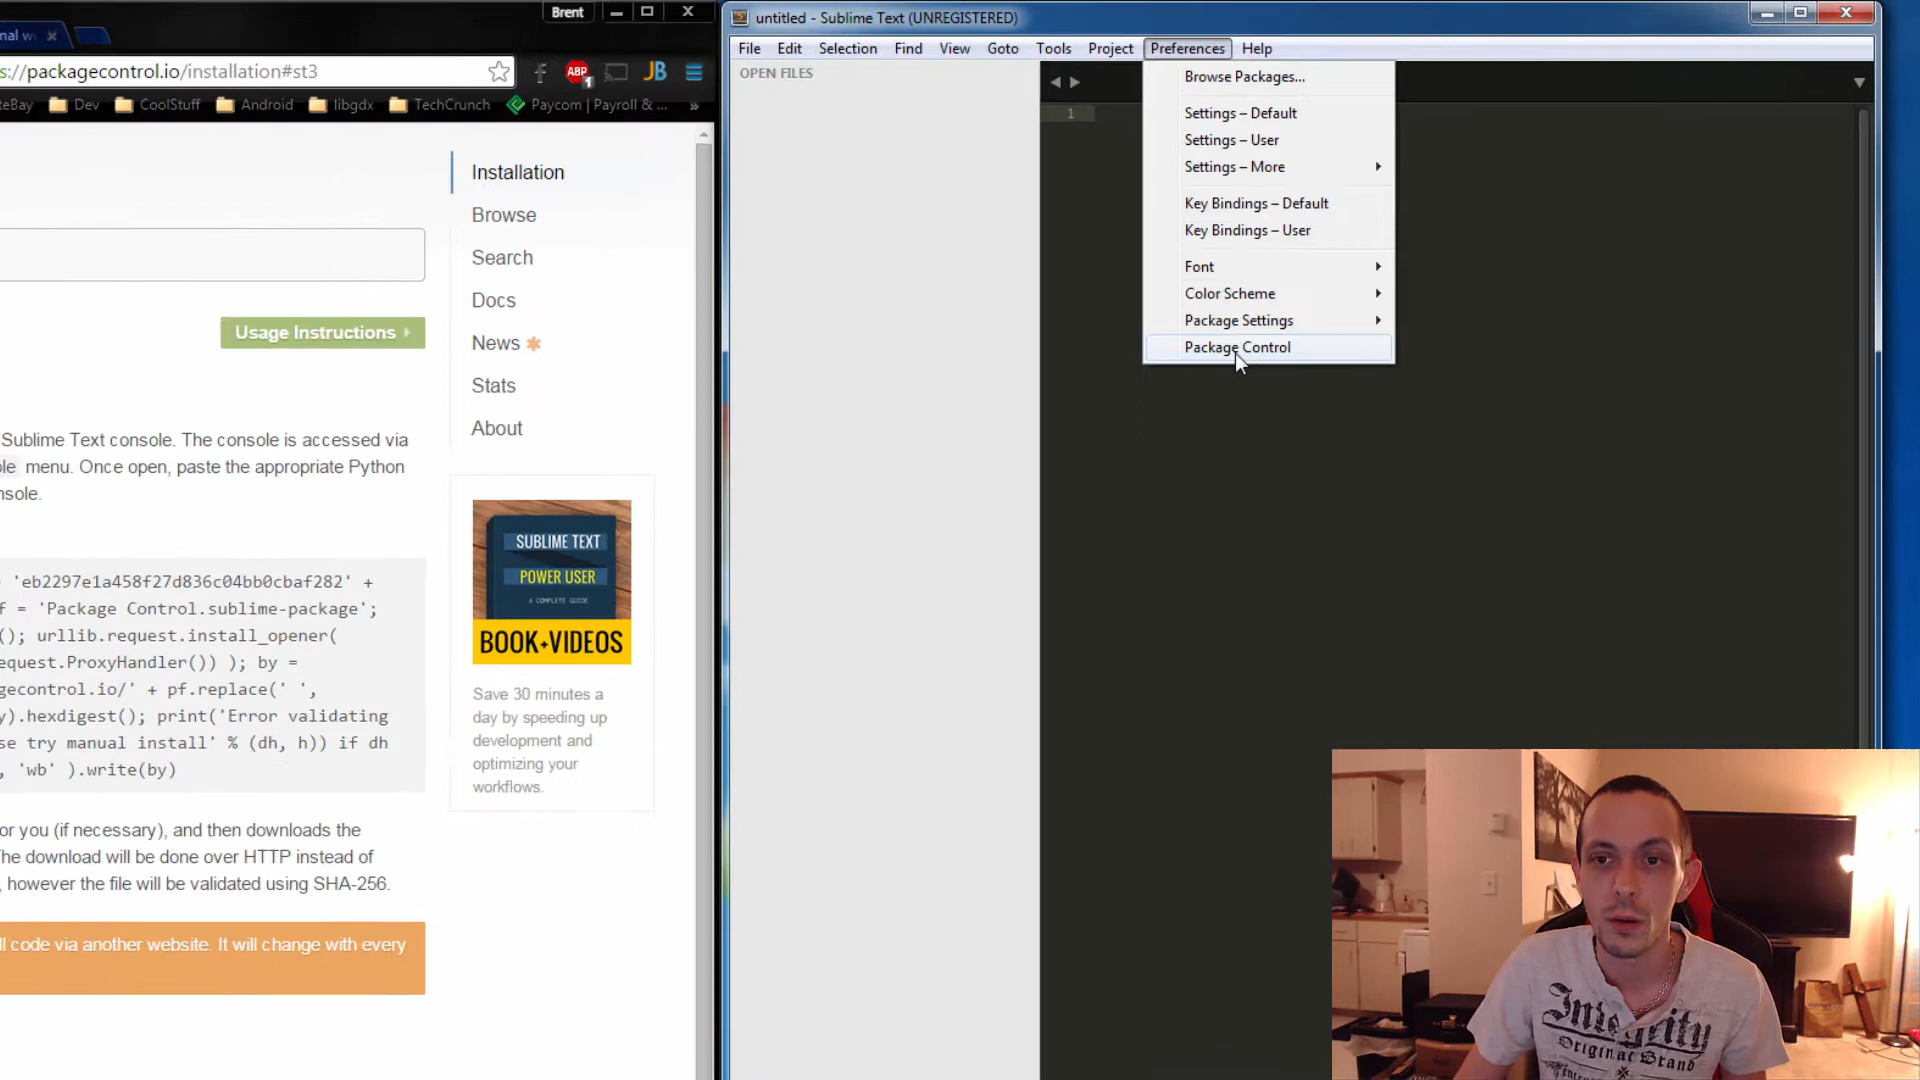 Brent
nal w
s://packagecontrol.io/installation#st3
ABP
1
JB
teBay
Dev
CoolStuff
Android
libgdx
TechCrunch
Paycom | Payroll & ...
»
Installation
Browse
Search
Docs
News
Stats
About
Usage Instructions
Sublime Text console. The console is accessed via
ole menu. Once open, paste the appropriate Python
nsole.
= 'eb2297e1a458f27d836c04bb0cbaf282' +
f = 'Package Control.sublime-package';
(); urllib.request.install_opener(
equest.ProxyHandler()) ); by =
gecontrol.io/' + pf.replace(' ',
y).hexdigest(); print('Error validating
se try manual install' % (dh, h)) if dh
, 'wb' ).write(by)
or you (if necessary), and then downloads the
The download will be done over HTTP instead of
, however the file will be validated using SHA-256.
ll code via another website. It will change with every
SUBLIME TEXT
POWER USER
A COMPLETE GUIDE
BOOK+VIDEOS
Save 30 minutes a
day by speeding up
development and
optimizing your
workflows.
untitled - Sublime Text (UNREGISTERED)
File Edit Selection Find View Goto Tools Project Preferences Help
OPEN FILES
1
Browse Packages...
Settings – Default
Settings – User
Settings – More
Key Bindings – Default
Key Bindings – User
Font
Color Scheme
Package Settings
Package Control
Integrity
Original Brand